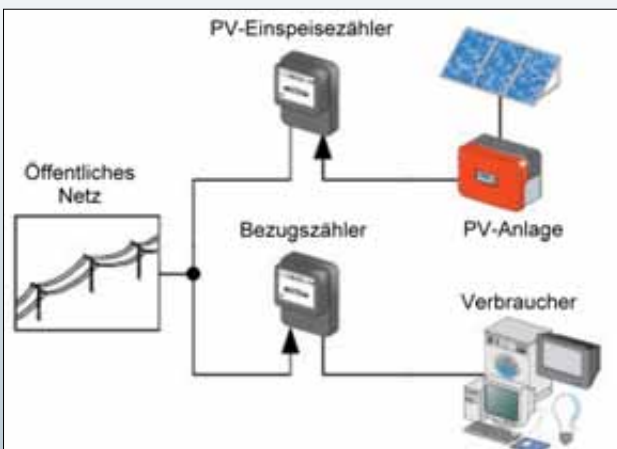 PV-Einspeisezähler
Öffentliches
Netz
PV-Anlage
Bezugszähler
Verbraucher